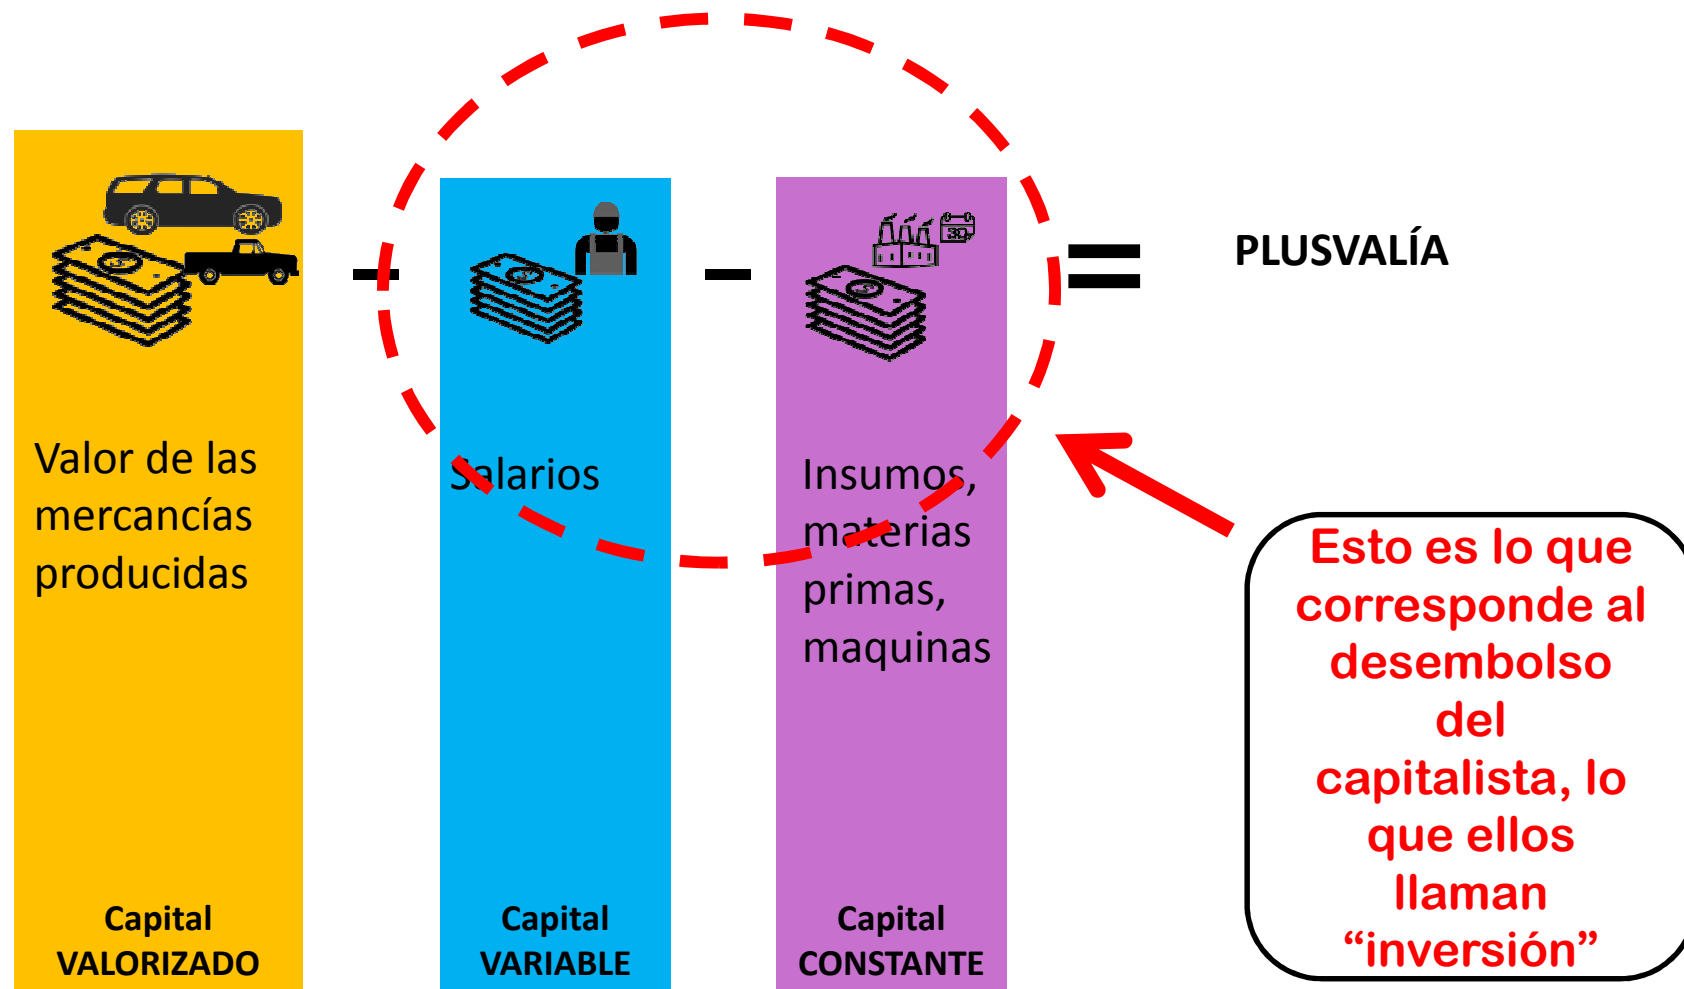 PLUSVALÍA
Valor de las
mercancías
producidas
Salarios
Insumos,
materias
primas,
maquinas
Capital
VALORIZADO
Capital
VARIABLE
Capital
CONSTANTE
Esto es lo que
corresponde al
desembolso
del
capitalista, lo
que ellos
llaman
“inversión”